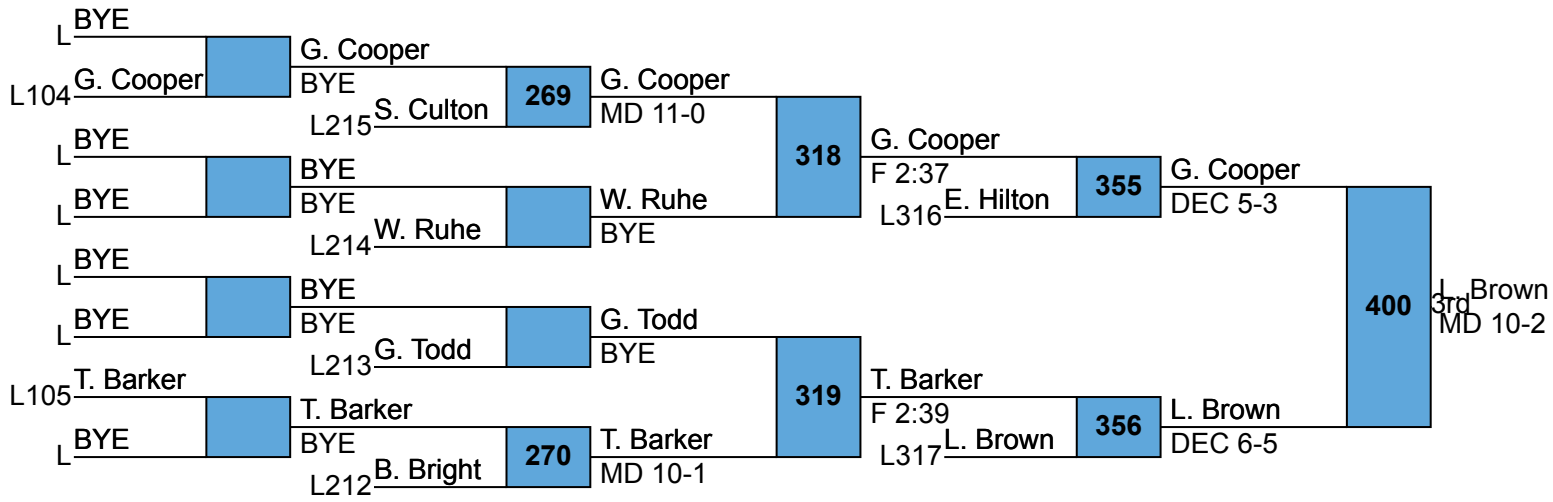 BYE
L
G. Cooper
L104
G. Cooper
BYE
S. Culton
L215
269
G. Cooper
MD 11-0
BYE
L
BYE
L
BYE
BYE
W. Ruhe
L214
W. Ruhe
BYE
318
G. Cooper
F 2:37
E. Hilton
L316
355
G. Cooper
DEC 5-3
BYE
L
BYE
L
BYE
BYE
G. Todd
L213
G. Todd
BYE
T. Barker
L105
BYE
L
T. Barker
BYE
B. Bright
L212
270
T. Barker
MD 10-1
319
T. Barker
F 2:39
L. Brown
L317
356
L. Brown
DEC 6-5
400
3rd
L. Brown
MD 10-2